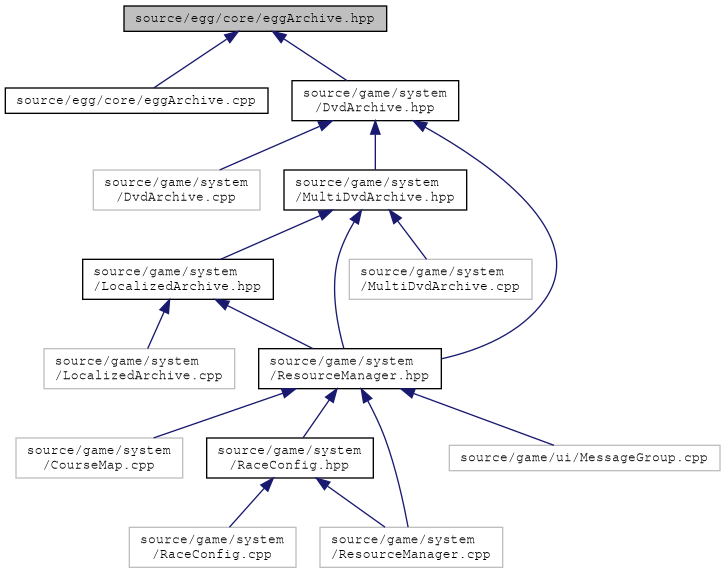 source/egg/core/eggArchive.hpp
source/egg/core/eggArchive.cpp
source/game/system
/DvdArchive.hpp
source/game/system
/DvdArchive.cpp
source/game/system
/MultiDvdArchive.hpp
source/game/system
/LocalizedArchive.hpp
source/game/system
/MultiDvdArchive.cpp
source/game/system
/LocalizedArchive.cpp
source/game/system
/ResourceManager.hpp
source/game/system
/CourseMap.cpp
source/game/system
/RaceConfig.hpp
source/game/ui/MessageGroup.cpp
source/game/system
/RaceConfig.cpp
source/game/system
/ResourceManager.cpp